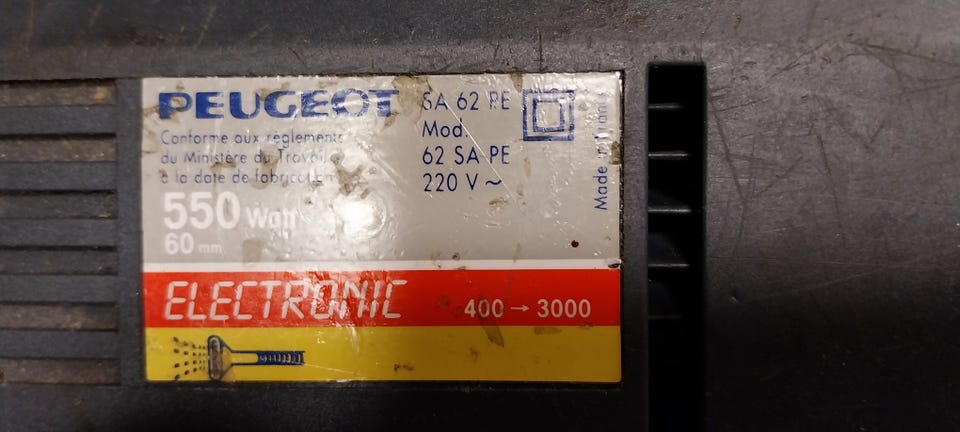 PEUGEOT
Conforme aux règlements
du Ministère du Travail
à la date de fabrication
550 Watt
60 mm
SA 62 PE
Mod.
62 SA PE
220 V ~
Made in
ELECTRONIC
400 → 3000